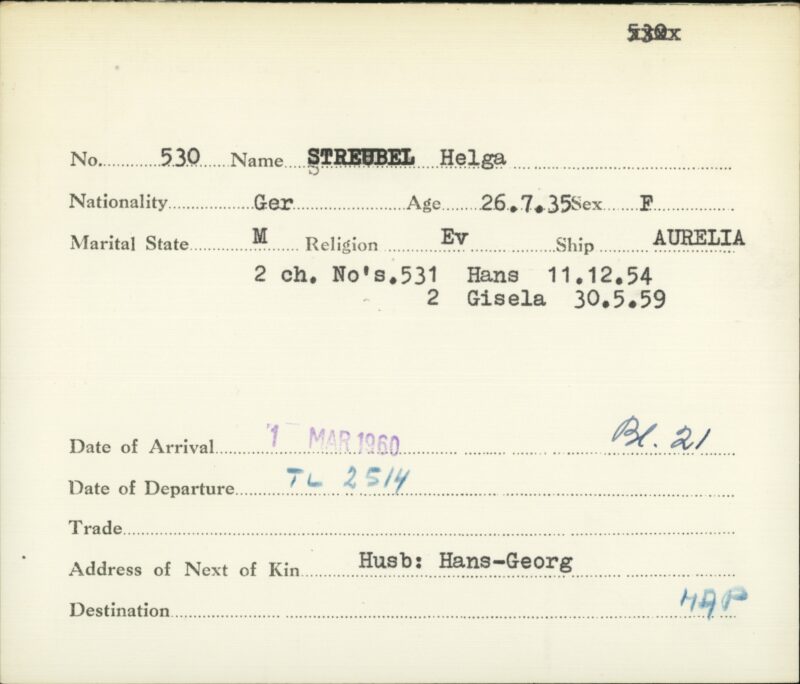 530
No. 530 Name STREUBEL Helga
Nationality Ger Age 26.7.35 Sex F
Marital State M Religion Ev Ship AURELIA
2 ch. No's.531 Hans 11.12.54
2 Gisela 30.5.59
Date of Arrival 1 MAR 1960 Bl. 21
Date of Departure TL 2514
Trade
Address of Next of Kin Husb: Hans-Georg
Destination MAP